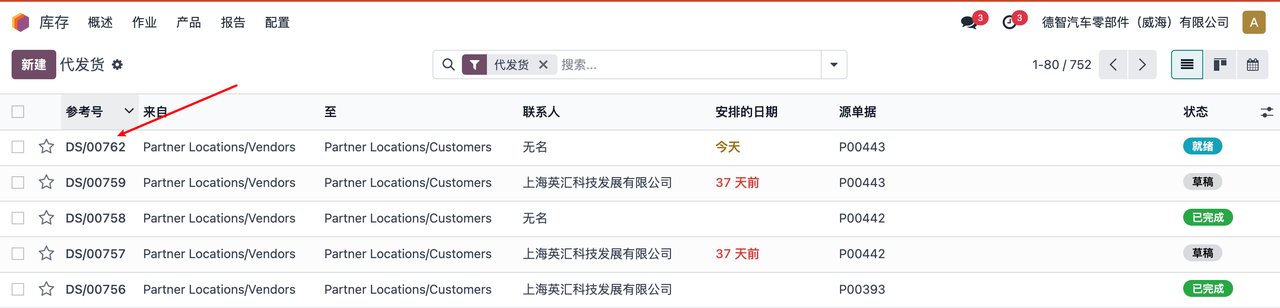 库存 概述 作业 产品 报告 配置 3 3 德智汽车零部件（威海）有限公司 A
新建 代发货 代发货 搜索... 1-80 / 752
参考号 来自 至 联系人 安排的日期 源单据 状态
DS/00762 Partner Locations/Vendors Partner Locations/Customers 无名 今天 P00443 就绪
DS/00759 Partner Locations/Vendors Partner Locations/Customers 上海英汇科技发展有限公司 37 天前 P00443 草稿
DS/00758 Partner Locations/Vendors Partner Locations/Customers 无名 P00442 已完成
DS/00757 Partner Locations/Vendors Partner Locations/Customers 上海英汇科技发展有限公司 37 天前 P00442 草稿
DS/00756 Partner Locations/Vendors Partner Locations/Customers 上海英汇科技发展有限公司 P00393 已完成